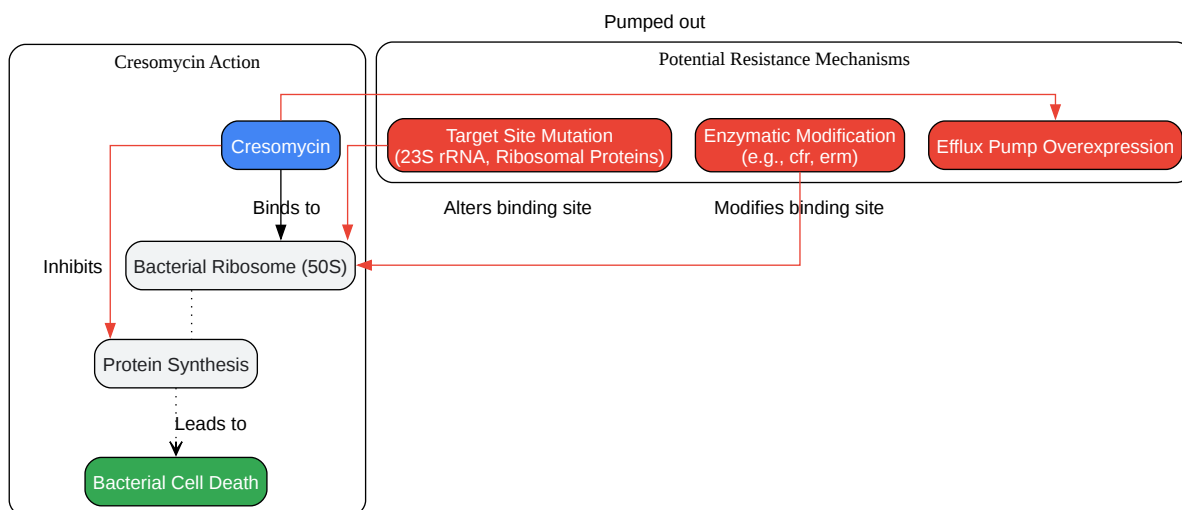 Pumped out
Cresomycin Action
Potential Resistance Mechanisms
Cresomycin
Target Site Mutation
(23S rRNA, Ribosomal Proteins)
Enzymatic Modification
(e.g., cfr, erm)
Efflux Pump Overexpression
Binds to
Alters binding site
Modifies binding site
Inhibits
Bacterial Ribosome (50S)
Protein Synthesis
Leads to
Bacterial Cell Death